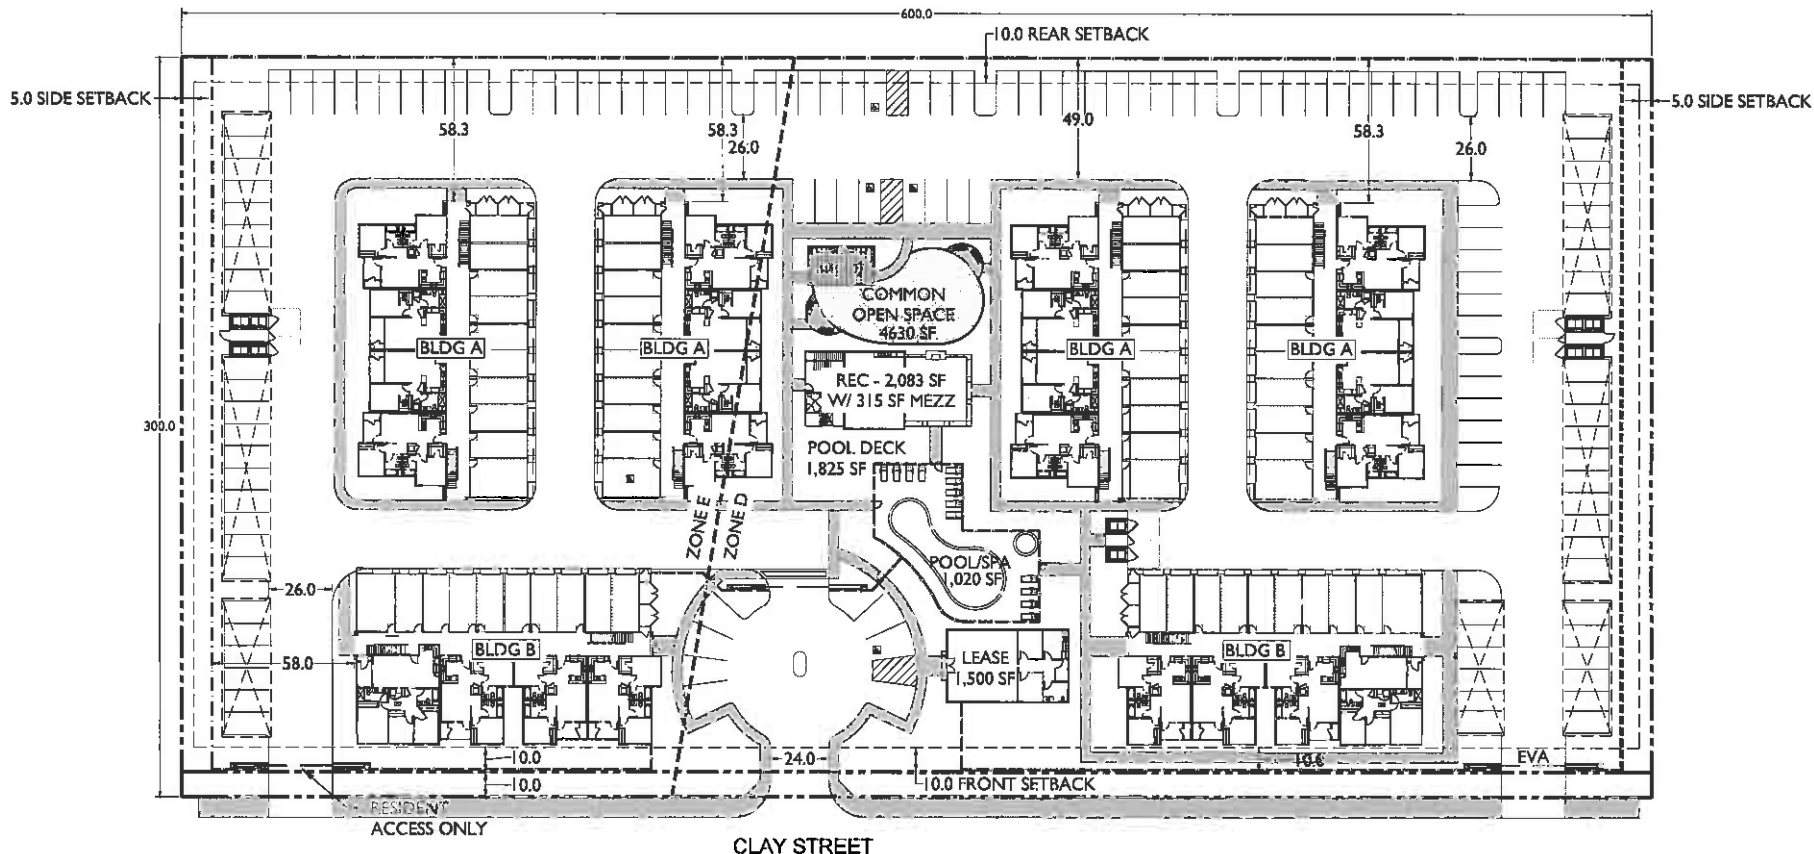 600.0
10.0 REAR SETBACK
5.0 SIDE SETBACK
5.0 SIDE SETBACK
58.3
58.3
26.0
49.0
58.3
26.0
COMMON
OPEN SPACE
4630 SF.
BLDG A
BLDG A
BLDG A
BLDG A
REC - 2,083 SF
W/ 315 SF MEZZ
300.0
POOL DECK
1,825 SF
ZONE E
ZONE D
POOL/SPA
1,020 SF
26.0
BLDG B
BLDG B
58.0
LEASE
1,500 SF
10.0
24.0
10.6
EVA
10.0
10.0 FRONT SETBACK
RESIDENT
ACCESS ONLY
CLAY STREET